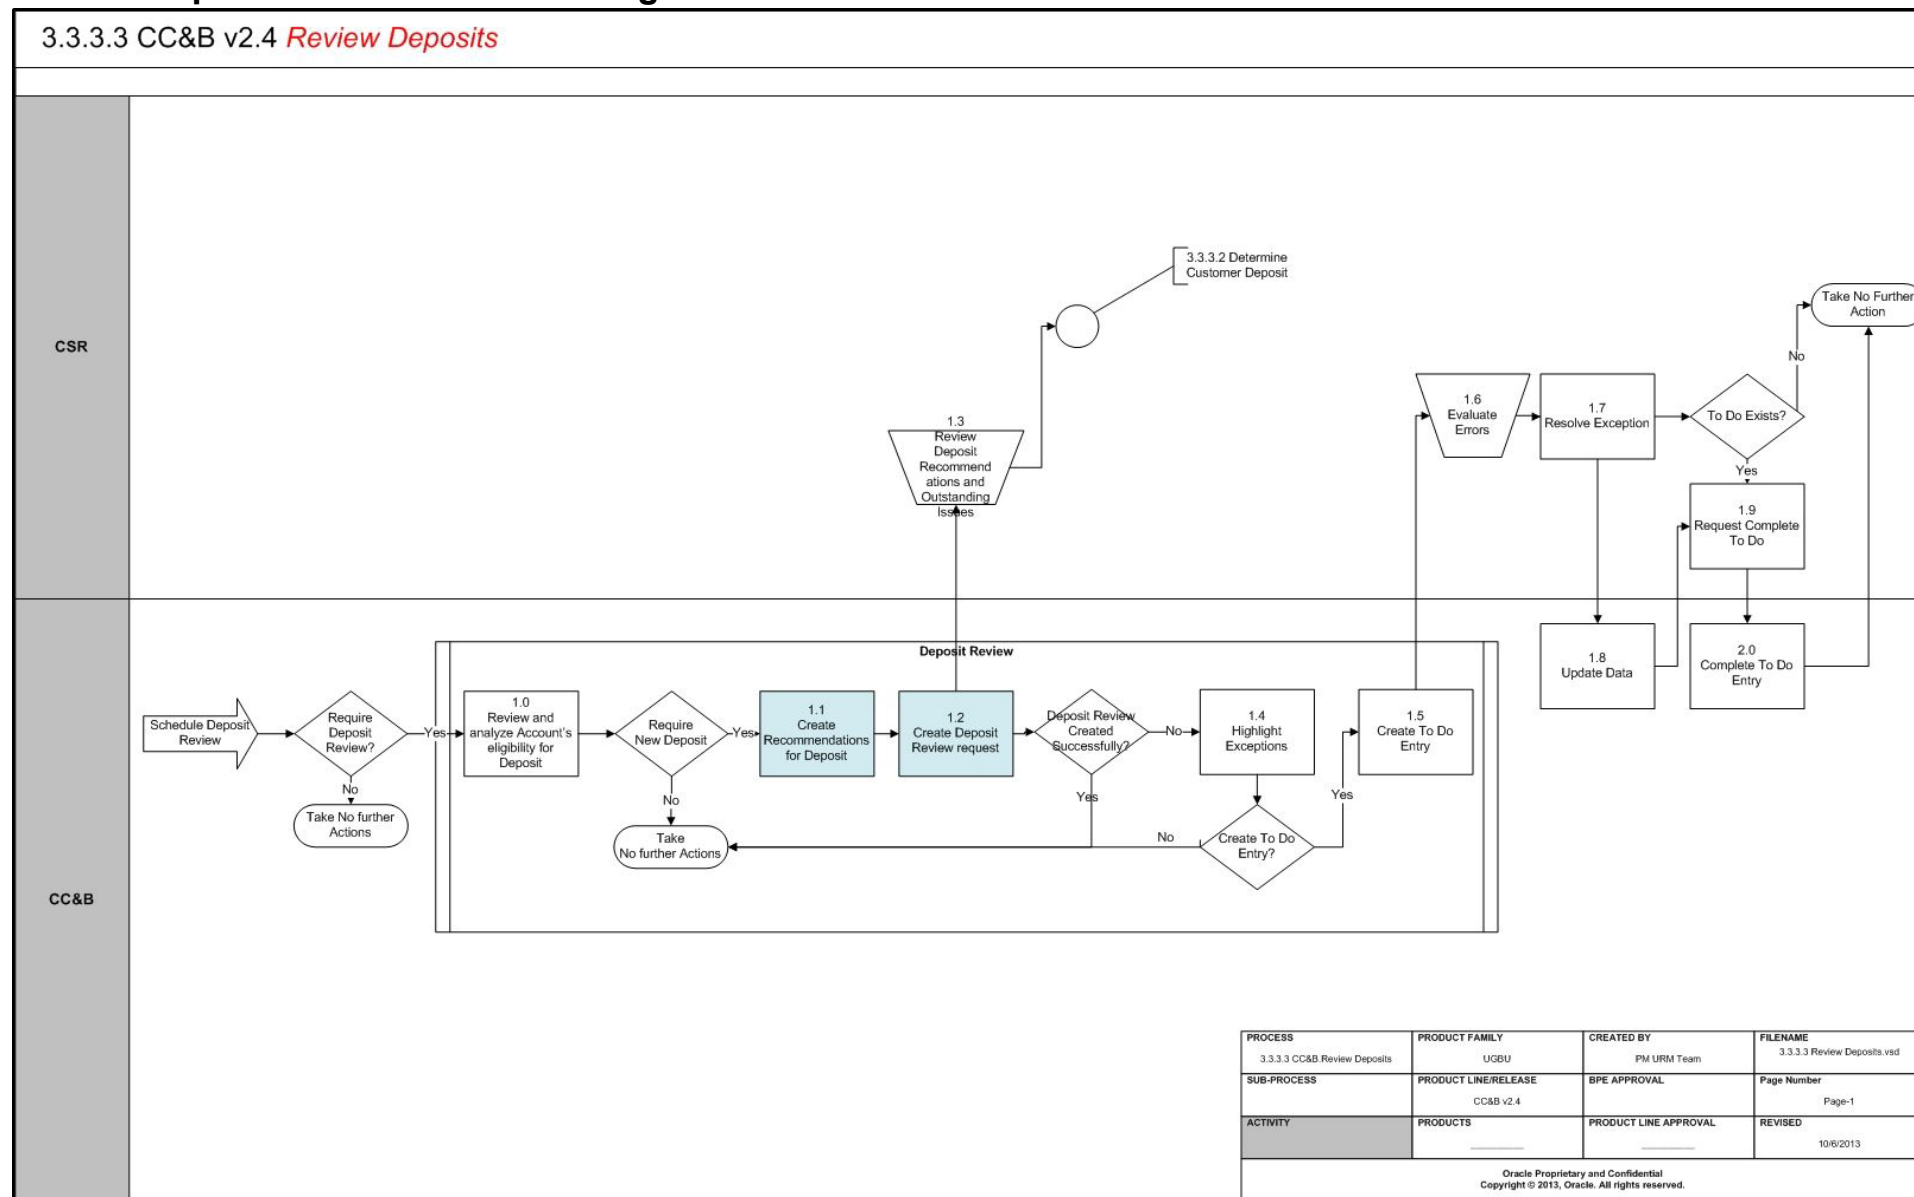 3.3.3.3 CC&B v2.4 Review Deposits
CSR
3.3.3.2 Determine
Customer Deposit
Take No Further
Action
No
1.3
Review
Deposit
Recommend
ations and
Outstanding
Issues
1.6
Evaluate
Errors
1.7
Resolve Exception
To Do Exists?
Yes
1.9
Request Complete
To Do
CC&B
Deposit Review
1.8
Update Data
2.0
Complete To Do
Entry
Schedule Deposit
Review
Require
Deposit
Review?
Yes
No
Take No further
Actions
1.0
Review and
analyze Account's
eligibility for
Deposit
Require
New Deposit
Yes
No
Take
No further Actions
1.1
Create
Recommendations
for Deposit
1.2
Create Deposit
Review request
Deposit Review
Created
Successfully?
No
Yes
1.4
Highlight
Exceptions
Create To Do
Entry?
No
Yes
1.5
Create To Do
Entry
PROCESS
3.3.3.3 CC&B.Review Deposits
PRODUCT FAMILY
UGBU
CREATED BY
PM URM Team
FILENAME
3.3.3.3 Review Deposits.vsd
SUB-PROCESS
PRODUCT LINE/RELEASE
CC&B v2.4
BPE APPROVAL
Page Number
Page-1
ACTIVITY
PRODUCTS
PRODUCT LINE APPROVAL
REVISED
10/6/2013
Oracle Proprietary and Confidential
Copyright © 2013, Oracle. All rights reserved.